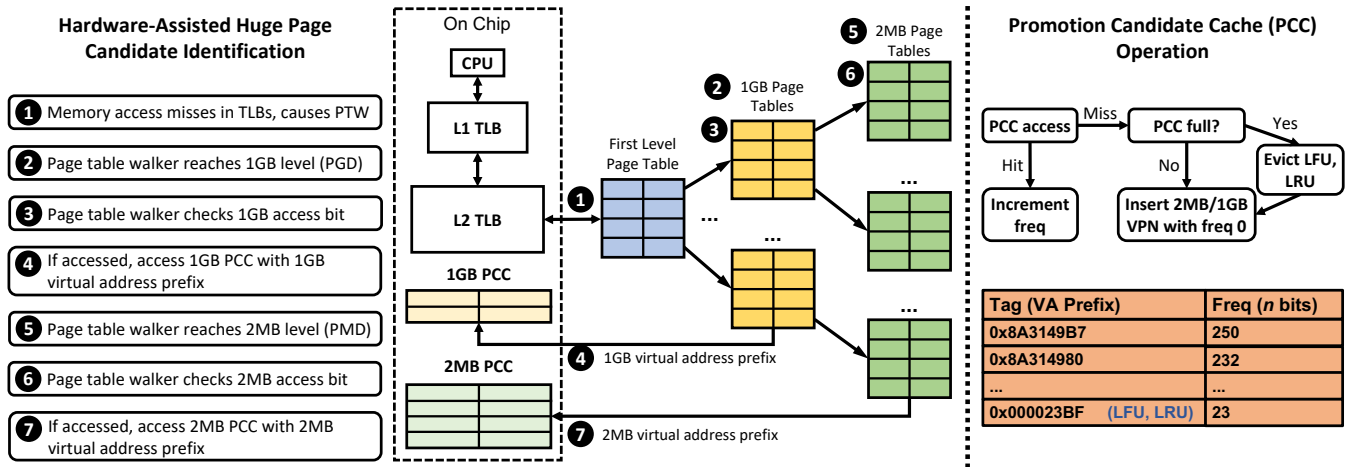 Hardware-Assisted Huge Page
Candidate Identification
1 Memory access misses in TLBs, causes PTW
2 Page table walker reaches 1GB level (PGD)
3 Page table walker checks 1GB access bit
4 If accessed, access 1GB PCC with 1GB
virtual address prefix
5 Page table walker reaches 2MB level (PMD)
6 Page table walker checks 2MB access bit
7 If accessed, access 2MB PCC with 2MB
virtual address prefix
On Chip
CPU
L1 TLB
L2 TLB
1GB PCC
2MB PCC
1
First Level
Page Table
...
2 1GB Page
Tables
3
...
5 2MB Page
Tables
6
...
...
4 1GB virtual address prefix
7 2MB virtual address prefix
Promotion Candidate Cache (PCC)
Operation
PCC access
Miss
PCC full?
Yes
Hit
No
Evict LFU,
LRU
Increment
freq
Insert 2MB/1GB
VPN with freq 0
Tag (VA Prefix) Freq (n bits)
0x8A3149B7 250
0x8A314980 232
... ...
0x000023BF (LFU, LRU) 23